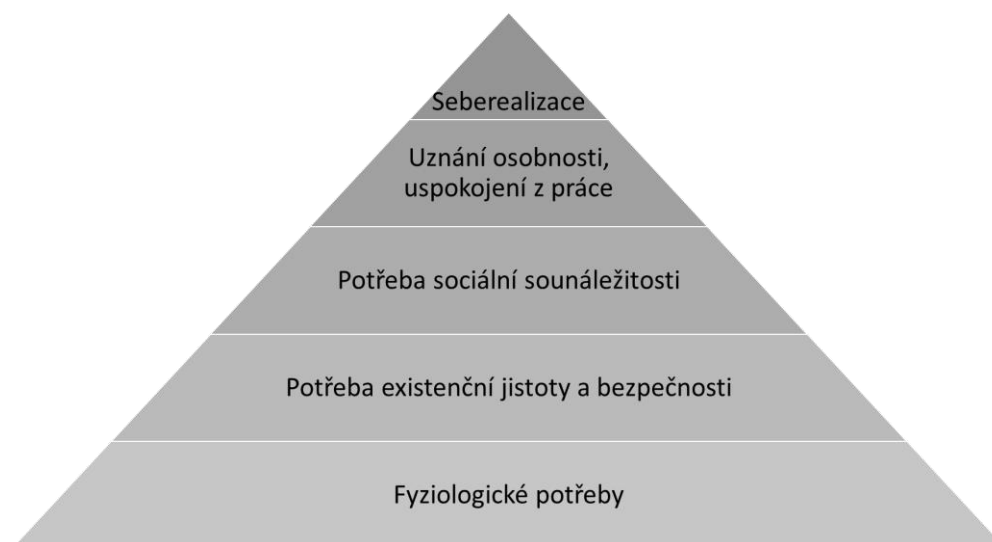 Seberealizace
Uznání osobnosti,
uspokojení z práce
Potřeba sociální sounáležitosti
Potřeba existenční jistoty a bezpečnosti
Fyziologické potřeby